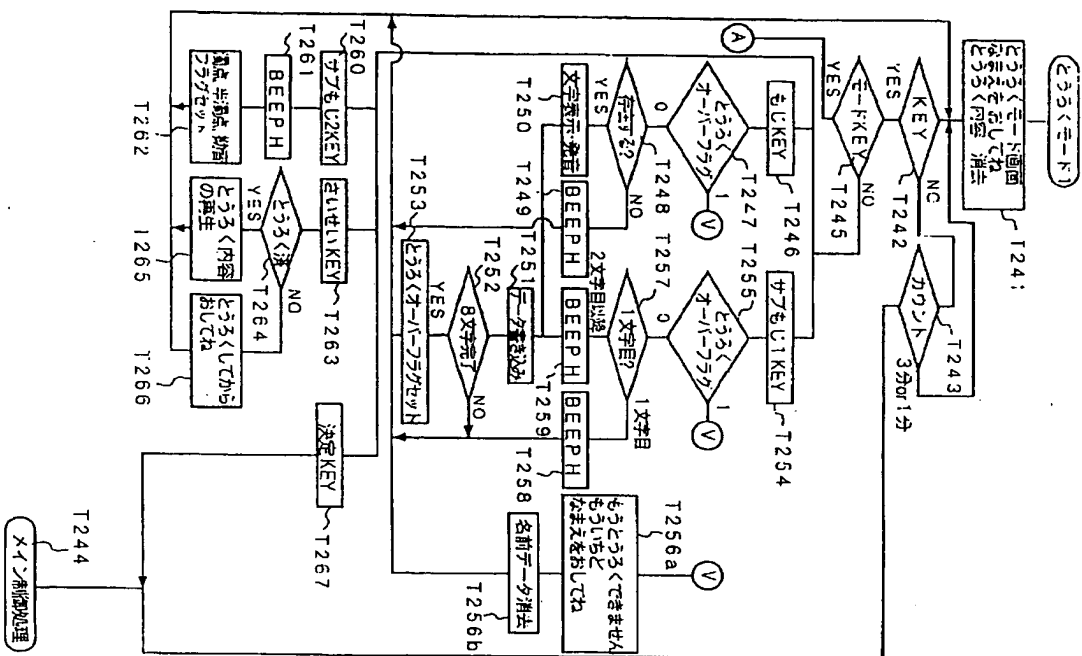 とうろくモード1
とうろくモード画面
なまえをおしてね
とうろく内容 消去
T241
KEY
T242
NO
YES
カウント
T243
3分or1分
モードKEY
T245
NO
YES
A
もじKEY
T246
とうろく
オーバーフラグ
T247
0
1
V
T248
YES
NO
文字表示・発音
T250
BEEPH
T249
サブもじ1KEY
T254
とうろく
オーバーフラグ
T255
0
1
V
1文字目?
T257
2文字目以降
1文字目
BEEPH
T259
BEEPH
T258
データ書き込み
T251
8文字完了
T252
YES
NO
とうろくオーバーフラグセット
T253
V
もうとうろくできません
もういちど
なまえをおしてね
T256a
名前データ消去
T256b
サブもじ2KEY
T260
BEEPH
T261
濁点 半濁点 拗音
フラグセット
T262
さいせいKEY
T263
とうろく済
T264
YES
NO
とうろく内容
の再生
T265
とうろくしてから
おしてね
T266
決定KEY
T267
メイン制御処理
T244